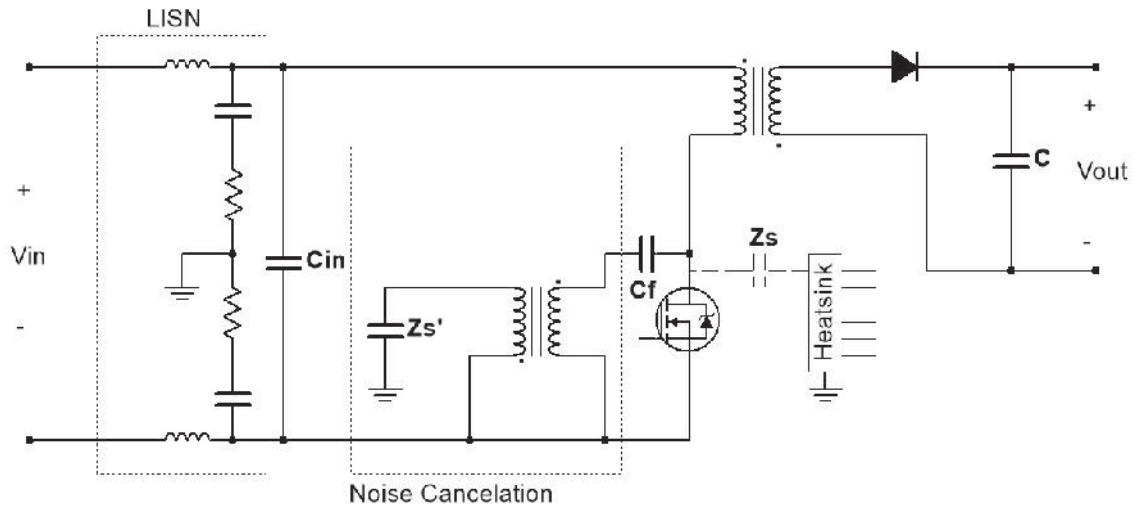 LISN
+
Vin
-
Cin
Zs'
Cf
Zs
Heatsink
C
+
Vout
-
Noise Cancelation